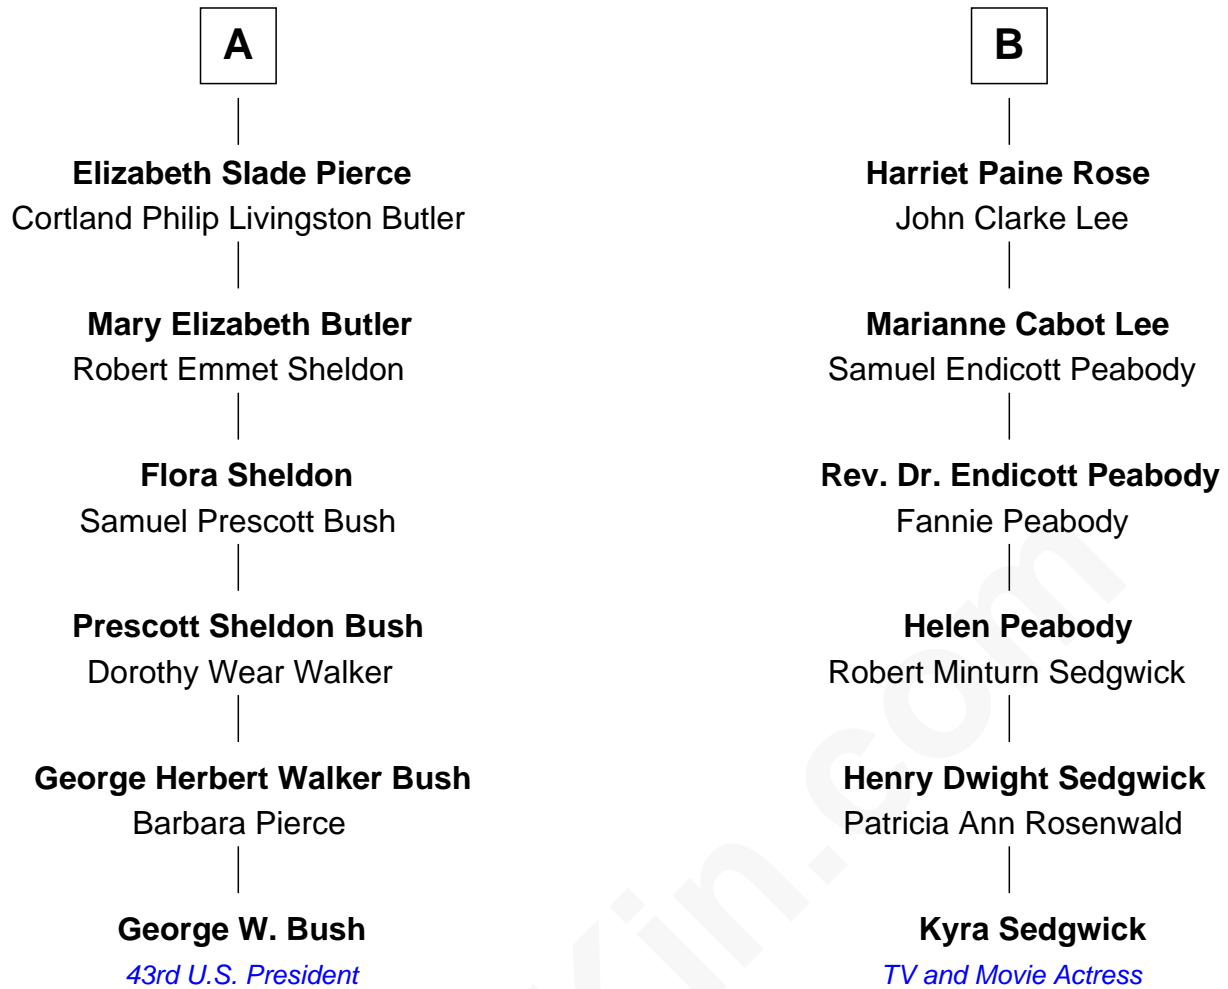 A
Elizabeth Slade Pierce
Cortland Philip Livingston Butler
Mary Elizabeth Butler
Robert Emmet Sheldon
Flora Sheldon
Samuel Prescott Bush
Prescott Sheldon Bush
Dorothy Wear Walker
George Herbert Walker Bush
Barbara Pierce
George W. Bush
43rd U.S. President
B
Harriet Paine Rose
John Clarke Lee
Marianne Cabot Lee
Samuel Endicott Peabody
Rev. Dr. Endicott Peabody
Fannie Peabody
Helen Peabody
Robert Minturn Sedgwick
Henry Dwight Sedgwick
Patricia Ann Rosenwald
Kyra Sedgwick
TV and Movie Actress